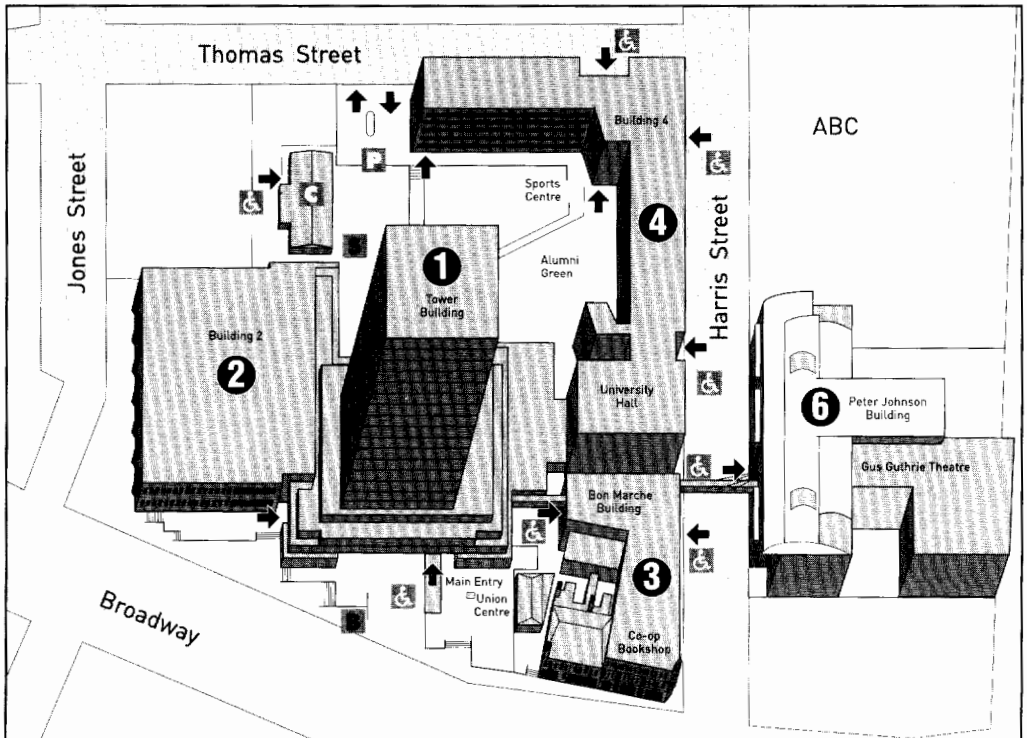 Thomas Street
Jones Street
Building 4
ABC
P
C
Sports
Centre
4
Harris Street
1
Tower
Building
Alumni
Green
Building 2
2
University
Hall
6
Peter Johnson
Building
Gus Guthrie Theatre
Bon Marche
Building
3
Main Entry
Union
Centre
Broadway
Co-op
Bookshop